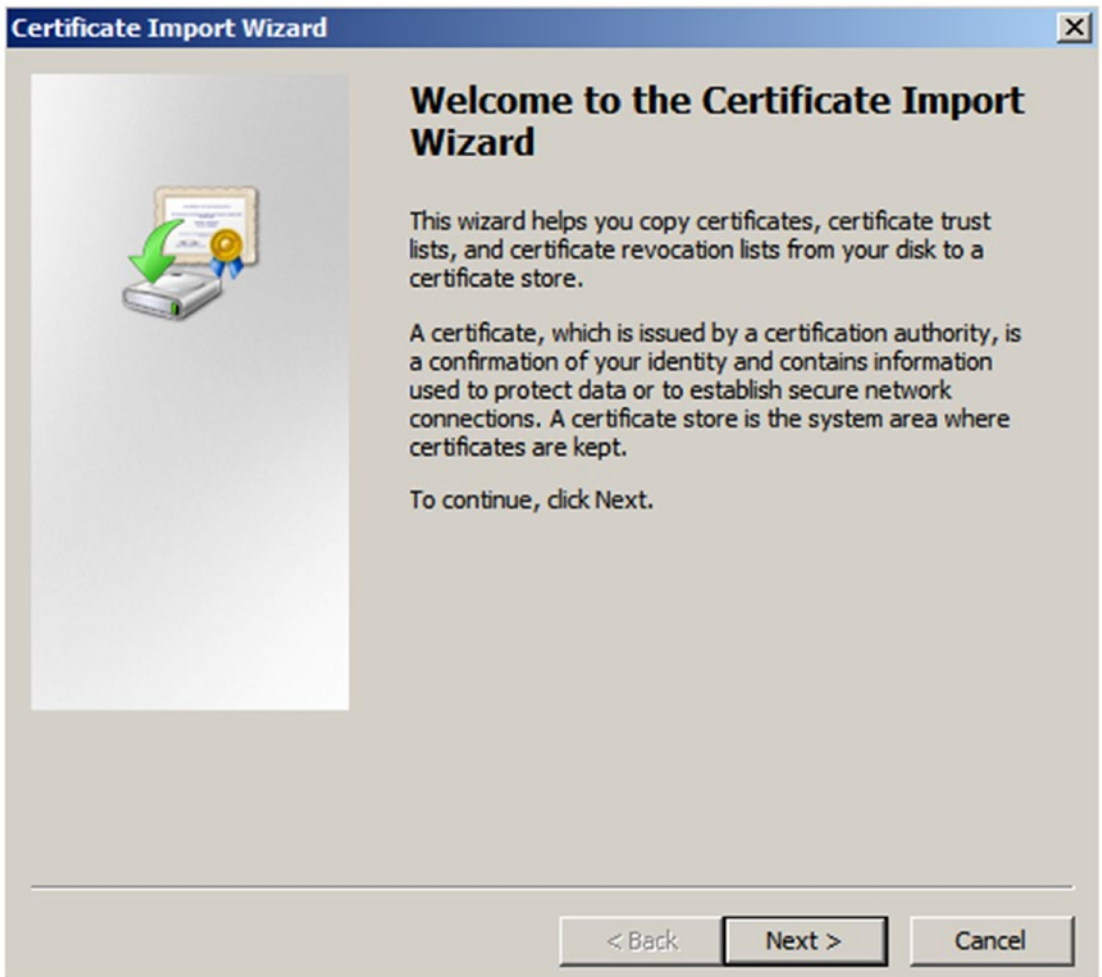 Certificate Import Wizard
Welcome to the Certificate Import
Wizard
This wizard helps you copy certificates, certificate trust
lists, and certificate revocation lists from your disk to a
certificate store.
A certificate, which is issued by a certification authority, is
a confirmation of your identity and contains information
used to protect data or to establish secure network
connections. A certificate store is the system area where
certificates are kept.
To continue, click Next.
< Back
Next >
Cancel